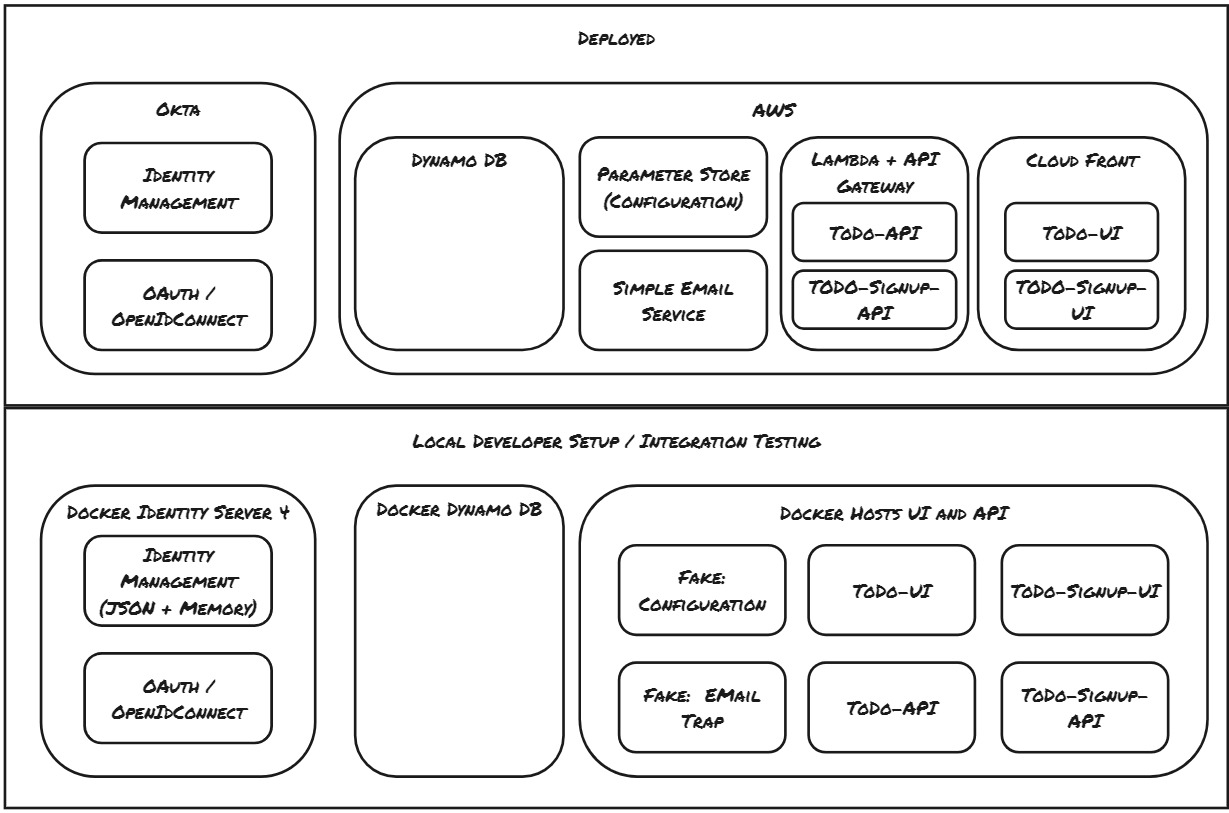 Deployed
Okta
Identity
Management
OAuth /
OpenIdConnect
AWS
Dynamo DB
Parameter Store
(Configuration)
Simple Email
Service
Lambda + API
Gateway
ToDo-API
TODO-Signup-
API
Cloud Front
ToDo-UI
TODO-Signup-
UI
Local Developer Setup / Integration Testing
Docker Identity Server 4
Identity
Management
(JSON + Memory)
OAuth /
OpenIdConnect
Docker Dynamo DB
Docker Hosts UI and API
Fake:
Configuration
ToDo-UI
ToDo-Signup-UI
Fake: EMail
Trap
ToDo-API
ToDo-Signup-
API